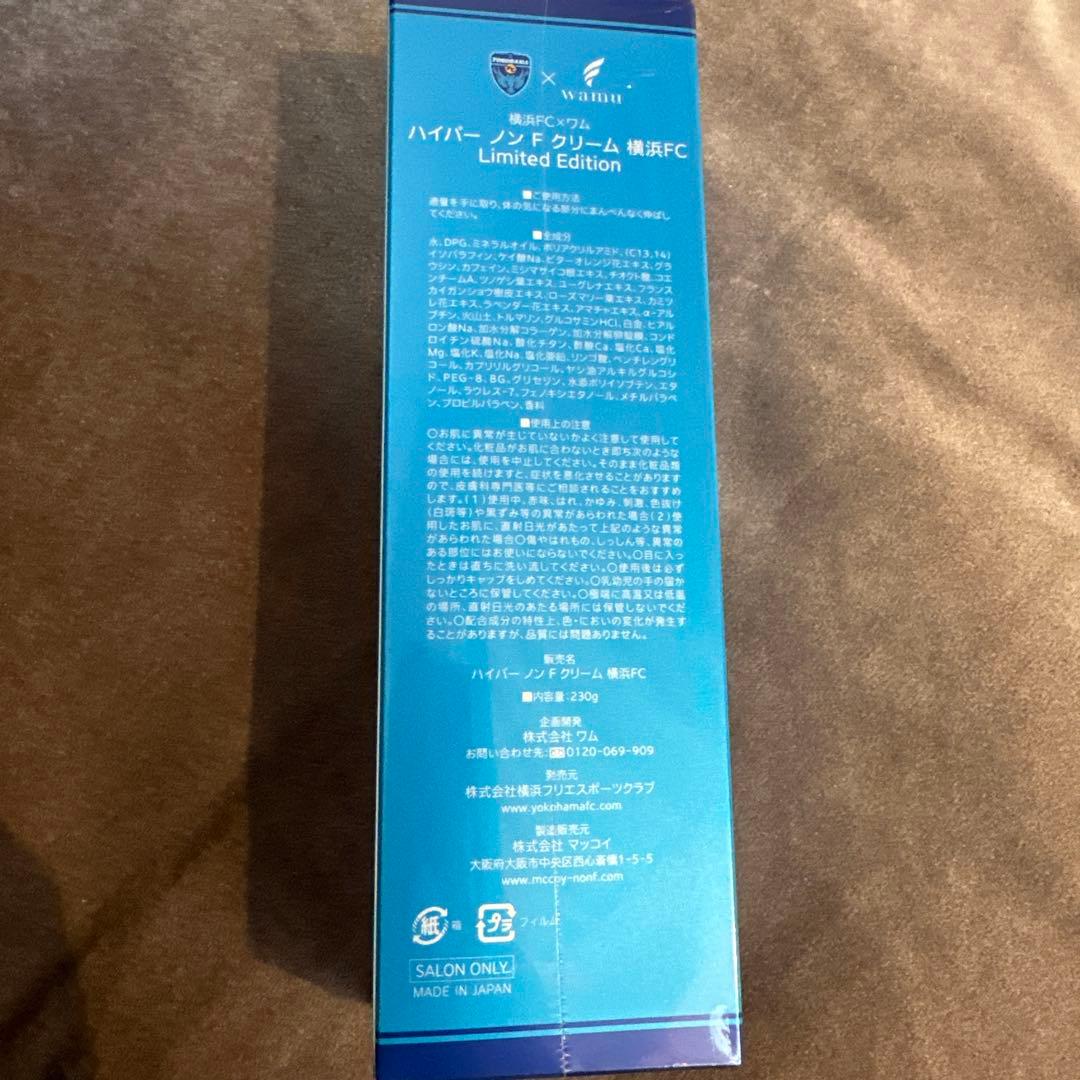 YOKOHAMA
×
wamu
横浜FC×ワム
ハイパー ノン F クリーム 横浜FC
Limited Edition
■ご使用方法
適量を手に取り、体の気になる部分にまんべんなく伸ばし
てください。
■全成分
水、DPG、ミネラルオイル、ポリアクリルアミド、(C13,14)
イソパラフィン、ケイ酸Na、ビターオレンジ花エキス、グラ
ウシン、カフェイン、ミシマサイコ根エキス、チオクト酸、コエ
ンチームA、ツノゲシ葉エキス、ユーグレナエキス、フランス
カイガンショウ樹皮エキス、ローズマリー葉エキス、カミツ
レ花エキス、ラベンダー花エキス、アマチャエキス、α-アル
ブチン、火山土、トルマリン、グルコサミンHCl、白金、ヒアル
ロン酸Na、加水分解コラーゲン、加水分解卵殻膜、コンド
ロイチン硫酸Na、酸化チタン、酢酸Ca、塩化Ca、塩化
Mg、塩化K、塩化Na、塩化亜鉛、リンゴ酸、ペンチレングリ
コール、カプリリルグリコール、ヤシ油アルキルグルコシ
ド、PEG-8、BG、グリセリン、水添ポリイソブテン、エタ
ノール、ラウレス-7、フェノキシエタノール、メチルパラベ
ン、プロピルパラベン、香料
■使用上の注意
〇お肌に異常が生じていないかよく注意して使用して
ください。化粧品がお肌に合わないとき即ち次のような
場合には、使用を中止してください。そのまま化粧品類
の使用を続けますと、症状を悪化させることがあります
ので、皮膚科専門医等にご相談されることをおすすめ
します。(1)使用中、赤味、はれ、かゆみ、刺激、色抜け
(白斑等)や黒ずみ等の異常があらわれた場合(2)使
用したお肌に、直射日光があたって上記のような異常
があらわれた場合〇傷やはれもの、しっしん等、異常の
ある部位にはお使いにならないでください。〇目に入っ
たときは直ちに洗い流してください。〇使用後は必ず
しっかりキャップをしめてください。〇乳幼児の手の届か
ないところに保管してください。〇極端に高温又は低温
の場所、直射日光のあたる場所には保管しないでくだ
さい。〇配合成分の特性上、色・においの変化が発生す
ることがありますが、品質には問題ありません。
販売名
ハイパー ノン F クリーム 横浜FC
■内容量:230g
企画開発
株式会社 ワム
お問い合わせ先:0120-069-909
発売元
株式会社横浜フリエスポーツクラブ
www.yokohamafc.com
製造販売元
株式会社 マッコイ
大阪府大阪市中央区西心斎橋1-5-5
www.mccoy-nonf.com
紙 箱 プラ フィルム
SALON ONLY
MADE IN JAPAN